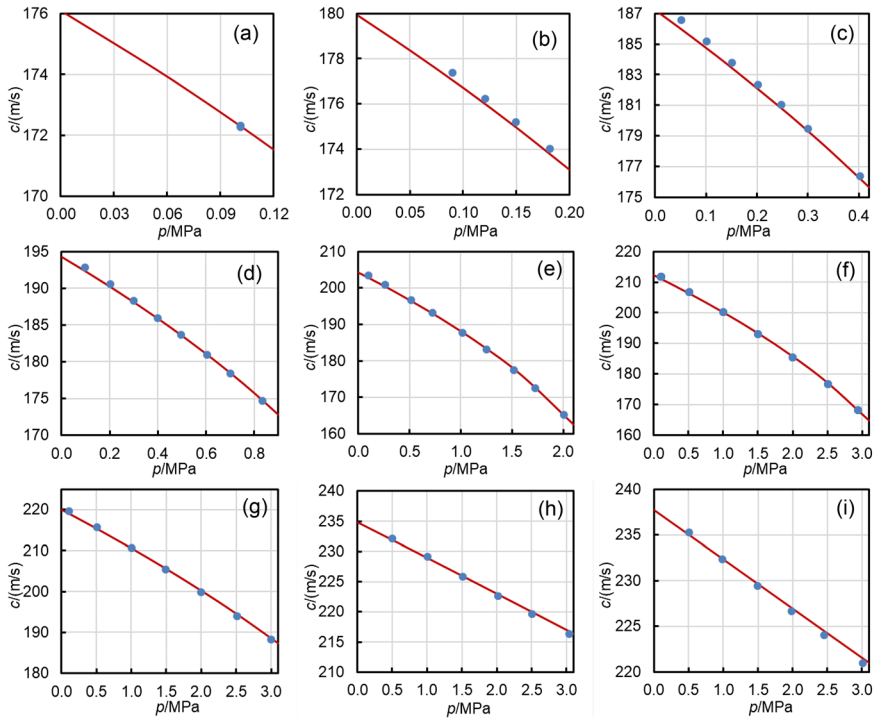 (a)
c/(m/s)
176
174
172
170
0.00 0.03 0.06 0.09 0.12
p/MPa
(b)
c/(m/s)
180
178
176
174
172
0.00 0.05 0.10 0.15 0.20
p/MPa
(c)
c/(m/s)
187
185
183
181
179
177
175
0.0 0.1 0.2 0.3 0.4
p/MPa
(d)
c/(m/s)
195
190
185
180
175
170
0.0 0.2 0.4 0.6 0.8
p/MPa
(e)
c/(m/s)
210
200
190
180
170
160
0.0 0.5 1.0 1.5 2.0
p/MPa
(f)
c/(m/s)
220
210
200
190
180
170
160
0.0 0.5 1.0 1.5 2.0 2.5 3.0
p/MPa
(g)
c/(m/s)
220
210
200
190
180
0.0 0.5 1.0 1.5 2.0 2.5 3.0
p/MPa
(h)
c/(m/s)
240
235
230
225
220
215
210
0.0 0.5 1.0 1.5 2.0 2.5 3.0
p/MPa
(i)
c/(m/s)
240
235
230
225
220
0.0 0.5 1.0 1.5 2.0 2.5 3.0
p/MPa